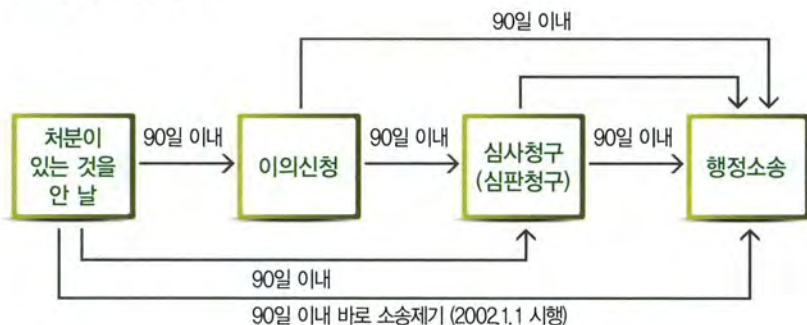 90일 이내
처분이
있는 것을
안 날
90일 이내
이의신청
90일 이내
심사청구
(심판청구)
90일 이내
행정소송
90일 이내
90일 이내 바로 소송제기 (2002.1.1 시행)